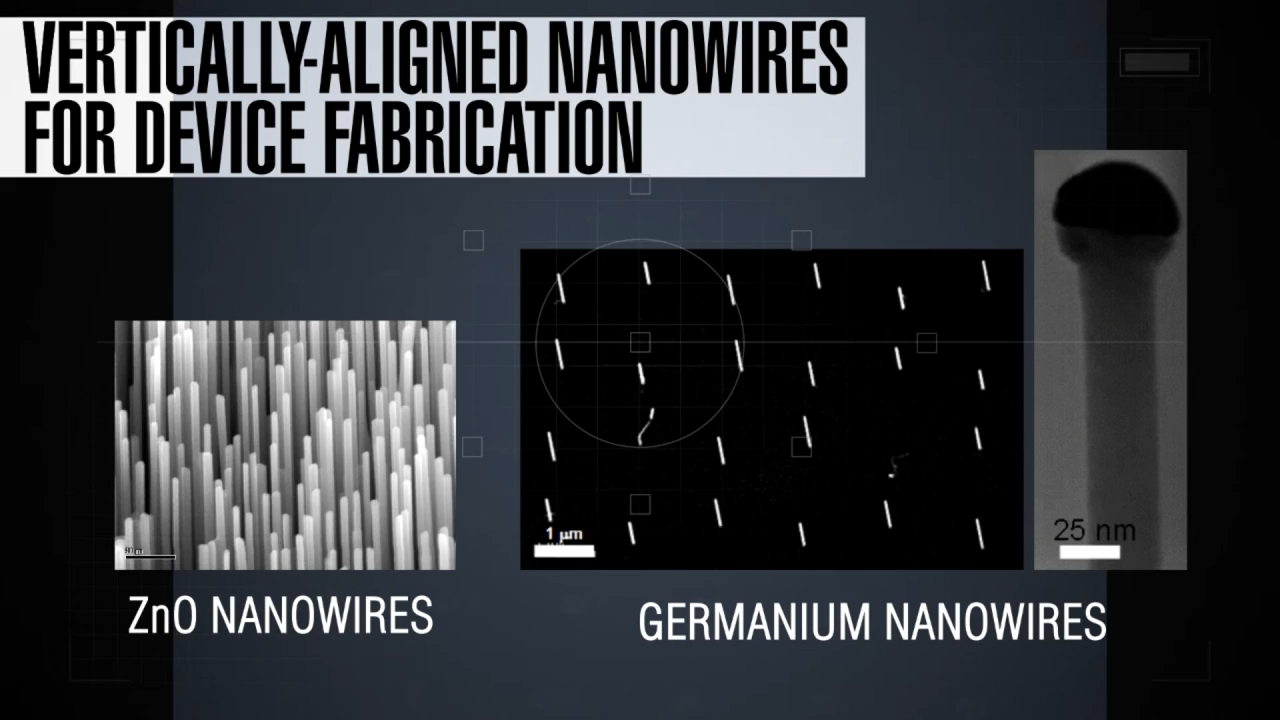 VERTICALLY-ALIGNED NANOWIRES
FOR DEVICE FABRICATION
1 μm
25 nm
ZnO NANOWIRES
GERMANIUM NANOWIRES